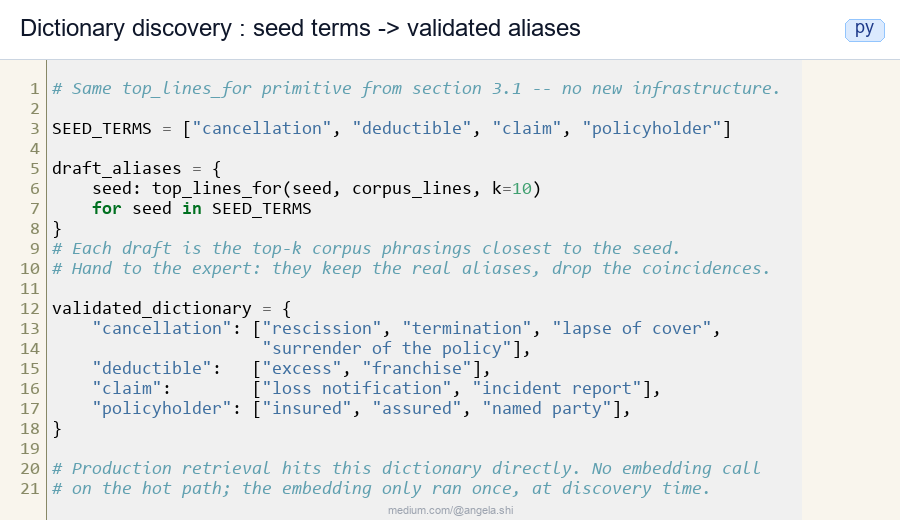 Dictionary discovery : seed terms -> validated aliases
py
1 # Same top_lines_for primitive from section 3.1 -- no new infrastructure.
2
3 SEED_TERMS = ["cancellation", "deductible", "claim", "policyholder"]
4
5 draft_aliases = {
6     seed: top_lines_for(seed, corpus_lines, k=10)
7     for seed in SEED_TERMS
8 }
9 # Each draft is the top-k corpus phrasings closest to the seed.
10 # Hand to the expert: they keep the real aliases, drop the coincidences.
11
12 validated_dictionary = {
13     "cancellation": ["rescission", "termination", "lapse of cover",
14                      "surrender of the policy"],
15     "deductible":   ["excess", "franchise"],
16     "claim":        ["loss notification", "incident report"],
17     "policyholder": ["insured", "assured", "named party"],
18 }
19
20 # Production retrieval hits this dictionary directly. No embedding call
21 # on the hot path; the embedding only ran once, at discovery time.
medium.com/@angela.shi